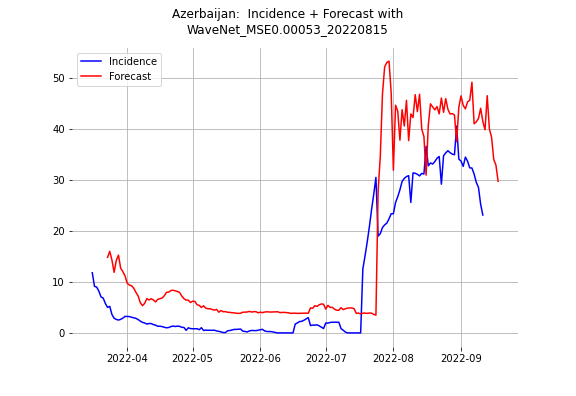 Azerbaijan:  Incidence + Forecast with
WaveNet_MSE0.00053_20220815
Incidence
Forecast
50
40
30
20
10
0
2022-04 2022-05 2022-06 2022-07 2022-08 2022-09